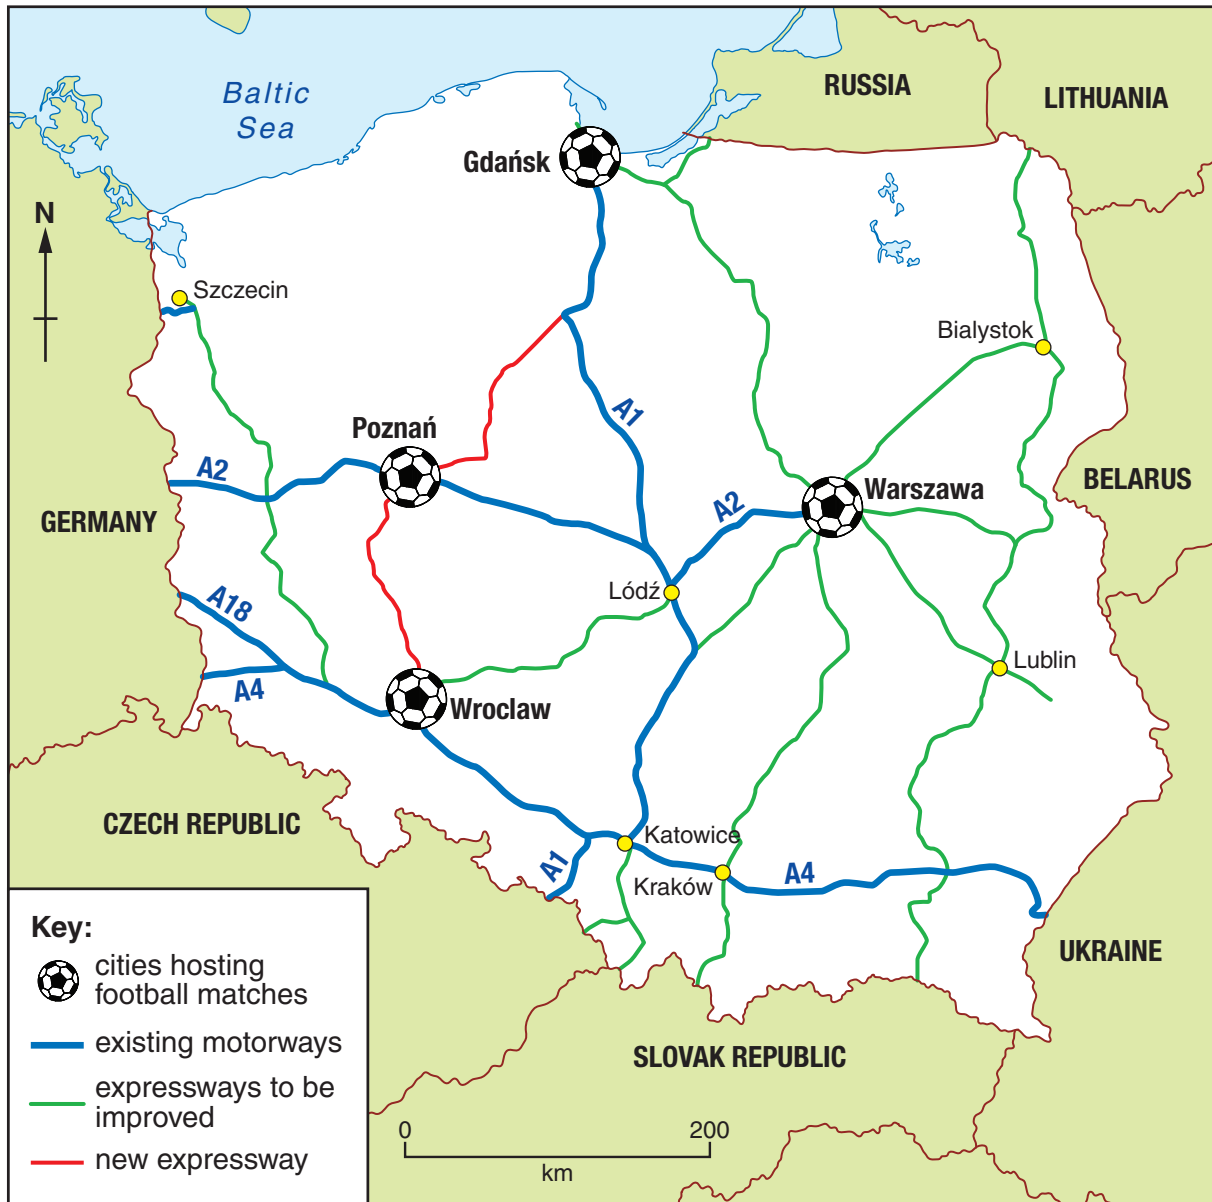 Baltic
Sea
RUSSIA
LITHUANIA
Gdańsk
N
Szczecin
Bialystok
A1
Poznań
A2
BELARUS
Warszawa
A2
GERMANY
Lódź
A18
Lublin
A4
Wroclaw
CZECH REPUBLIC
Katowice
A1
Kraków
A4
UKRAINE
SLOVAK REPUBLIC
Key:
cities hosting
football matches
existing motorways
expressways to be
improved
new expressway
0 200
km